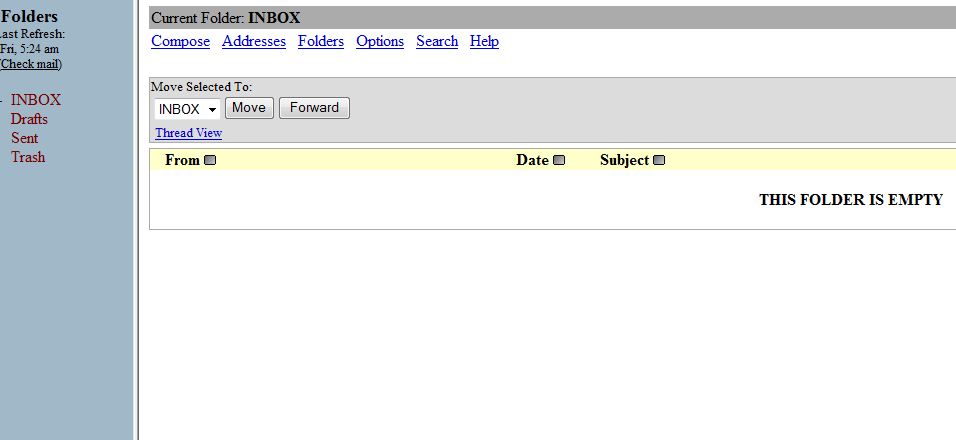 Folders
Last Refresh:
Fri, 5:24 am
(Check mail)
INBOX
Drafts
Sent
Trash
Current Folder: INBOX
Compose Addresses Folders Options Search Help
Move Selected To:
INBOX Move Forward
Thread View
From Date Subject
THIS FOLDER IS EMPTY